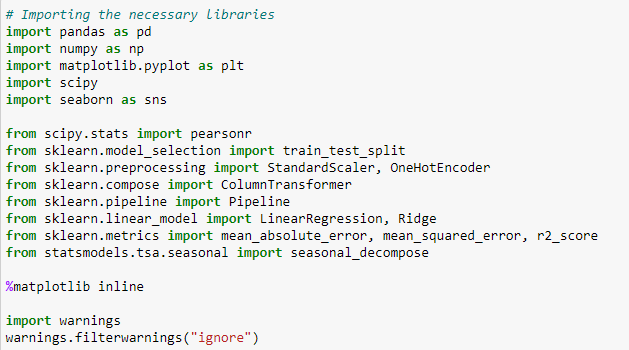 # Importing the necessary libraries
import pandas as pd
import numpy as np
import matplotlib.pyplot as plt
import scipy
import seaborn as sns
from scipy.stats import pearsonr
from sklearn.model_selection import train_test_split
from sklearn.preprocessing import StandardScaler, OneHotEncoder
from sklearn.compose import ColumnTransformer
from sklearn.pipeline import Pipeline
from sklearn.linear_model import LinearRegression, Ridge
from sklearn.metrics import mean_absolute_error, mean_squared_error, r2_score
from statsmodels.tsa.seasonal import seasonal_decompose
%matplotlib inline
import warnings
warnings.filterwarnings("ignore")